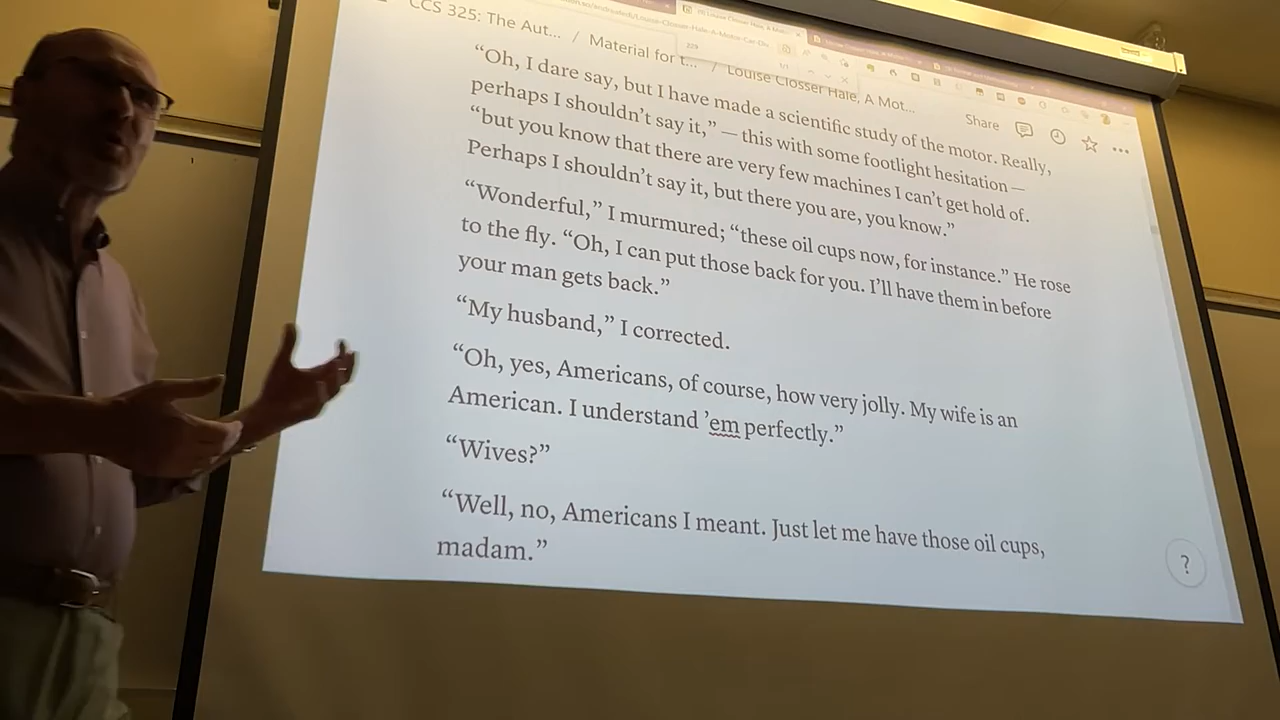 CCS 325: The Aut... / Material for t... / Louise Closser Hale, A Mot...
Share
“Oh, I dare say, but I have made a scientific study of the motor. Really,
perhaps I shouldn’t say it,” — this with some footlight hesitation —
“but you know that there are very few machines I can’t get hold of.
Perhaps I shouldn’t say it, but there you are, you know.”
“Wonderful,” I murmured; “these oil cups now, for instance.” He rose
to the fly. “Oh, I can put those back for you. I’ll have them in before
your man gets back.”
“My husband,” I corrected.
“Oh, yes, Americans, of course, how very jolly. My wife is an
American. I understand ’em perfectly.”
“Wives?”
“Well, no, Americans I meant. Just let me have those oil cups,
madam.”
?